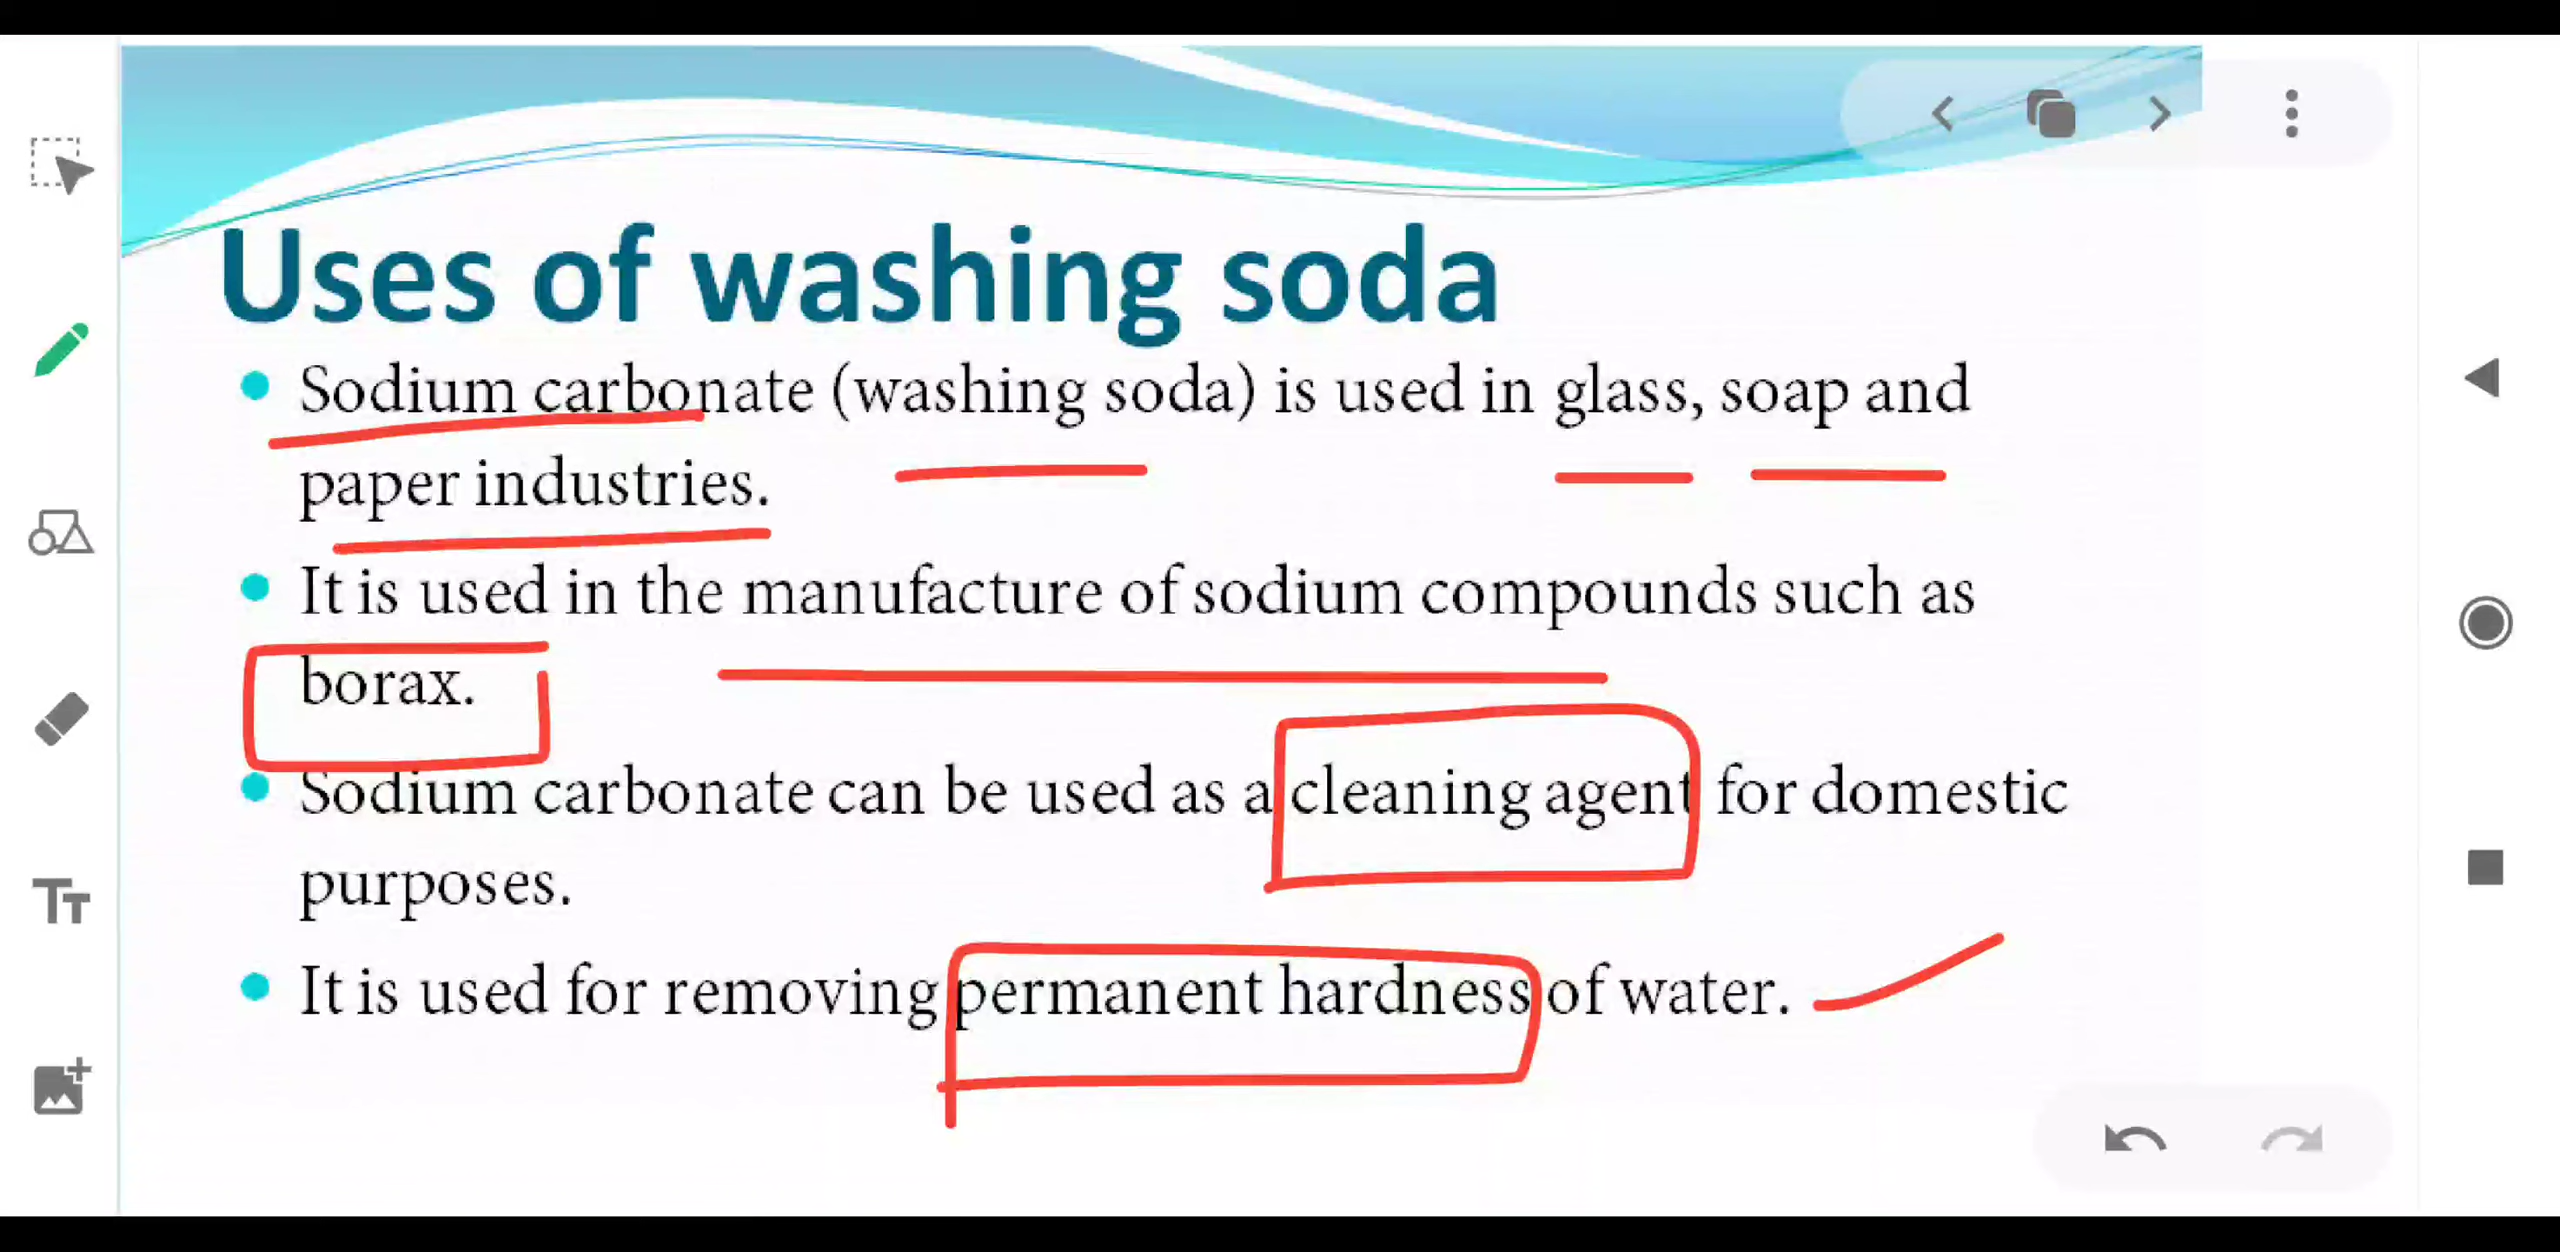 Uses of washing soda
• Sodium carbonate (washing soda) is used in glass, soap and
paper industries.
• It is used in the manufacture of sodium compounds such as
borax.
• Sodium carbonate can be used as a cleaning agent for domestic
purposes.
• It is used for removing permanent hardness of water.
Tт